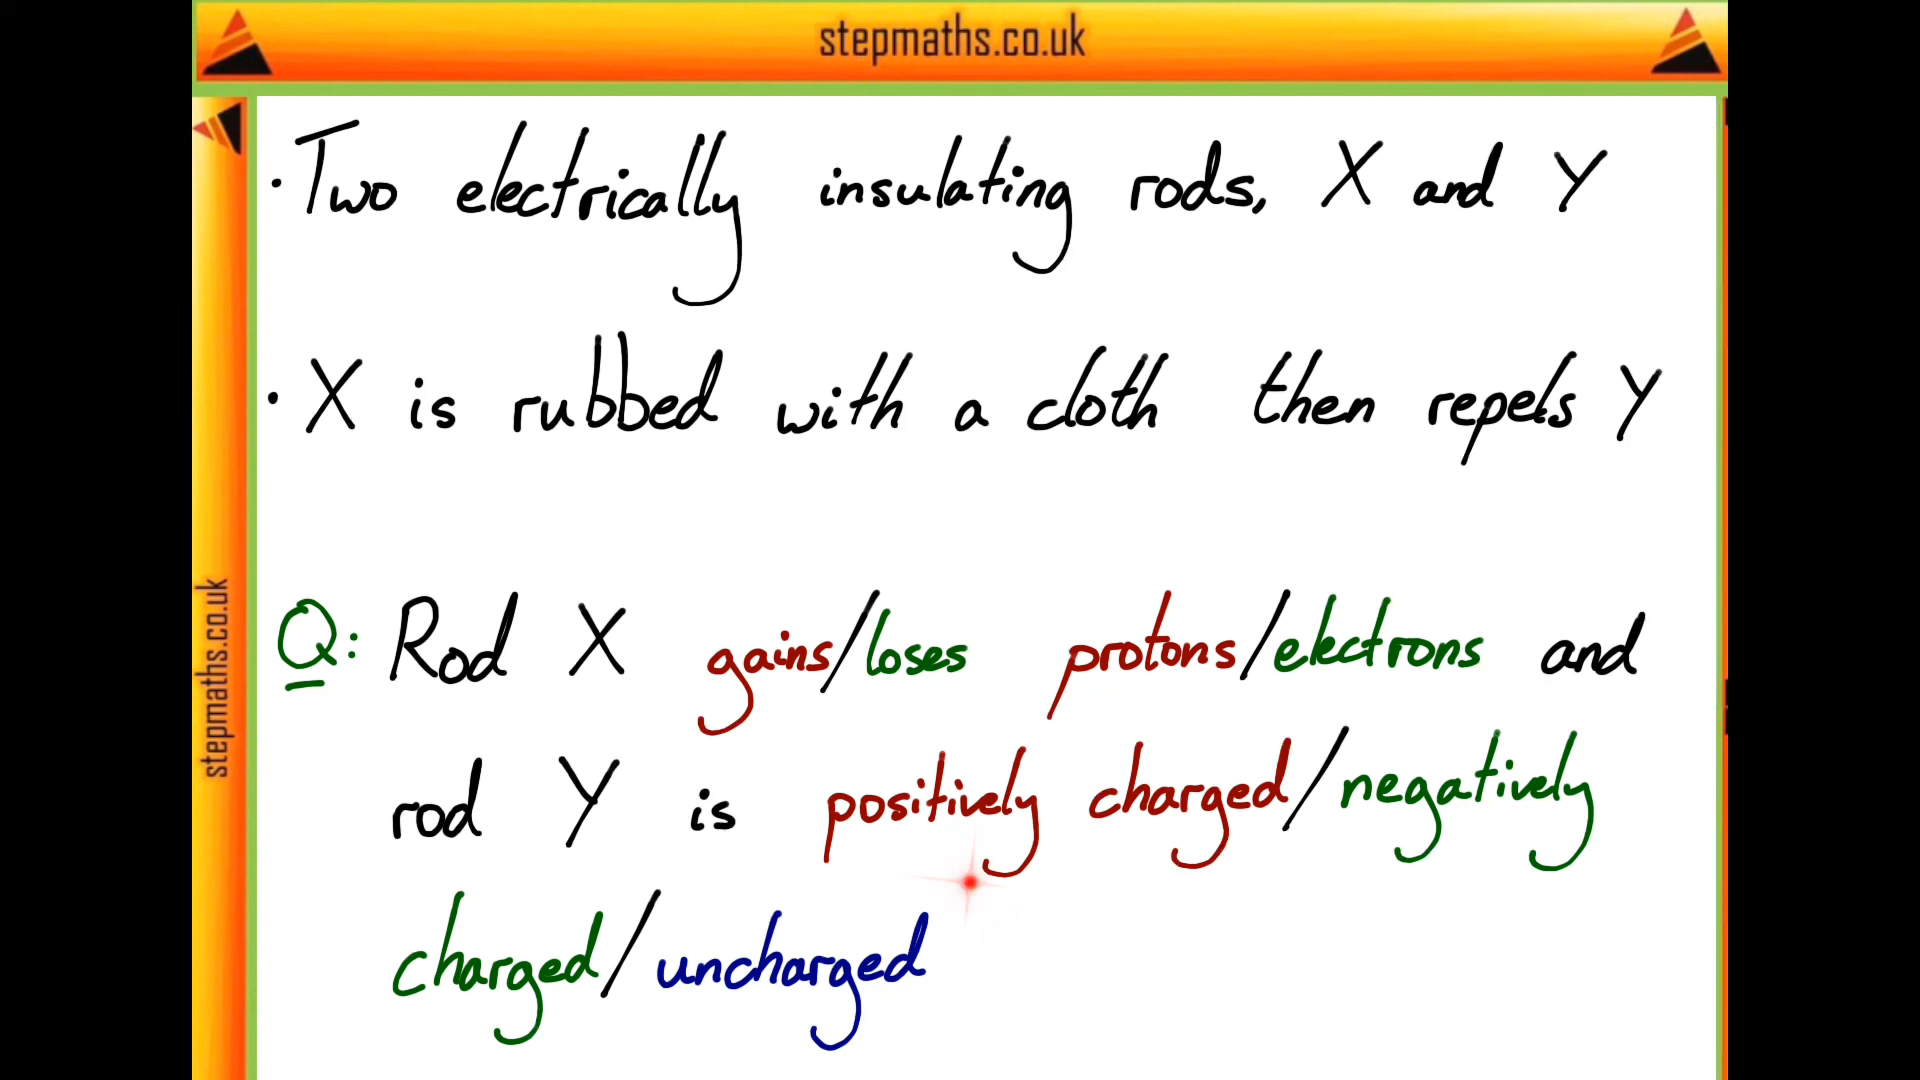 stepmaths.co.uk
stepmaths.co.uk
· Two electrically insulating rods, X and Y
· X is rubbed with a cloth then repels Y
Q: Rod X gains/loses protons/electrons and
rod Y is positively charged/negatively
charged/uncharged